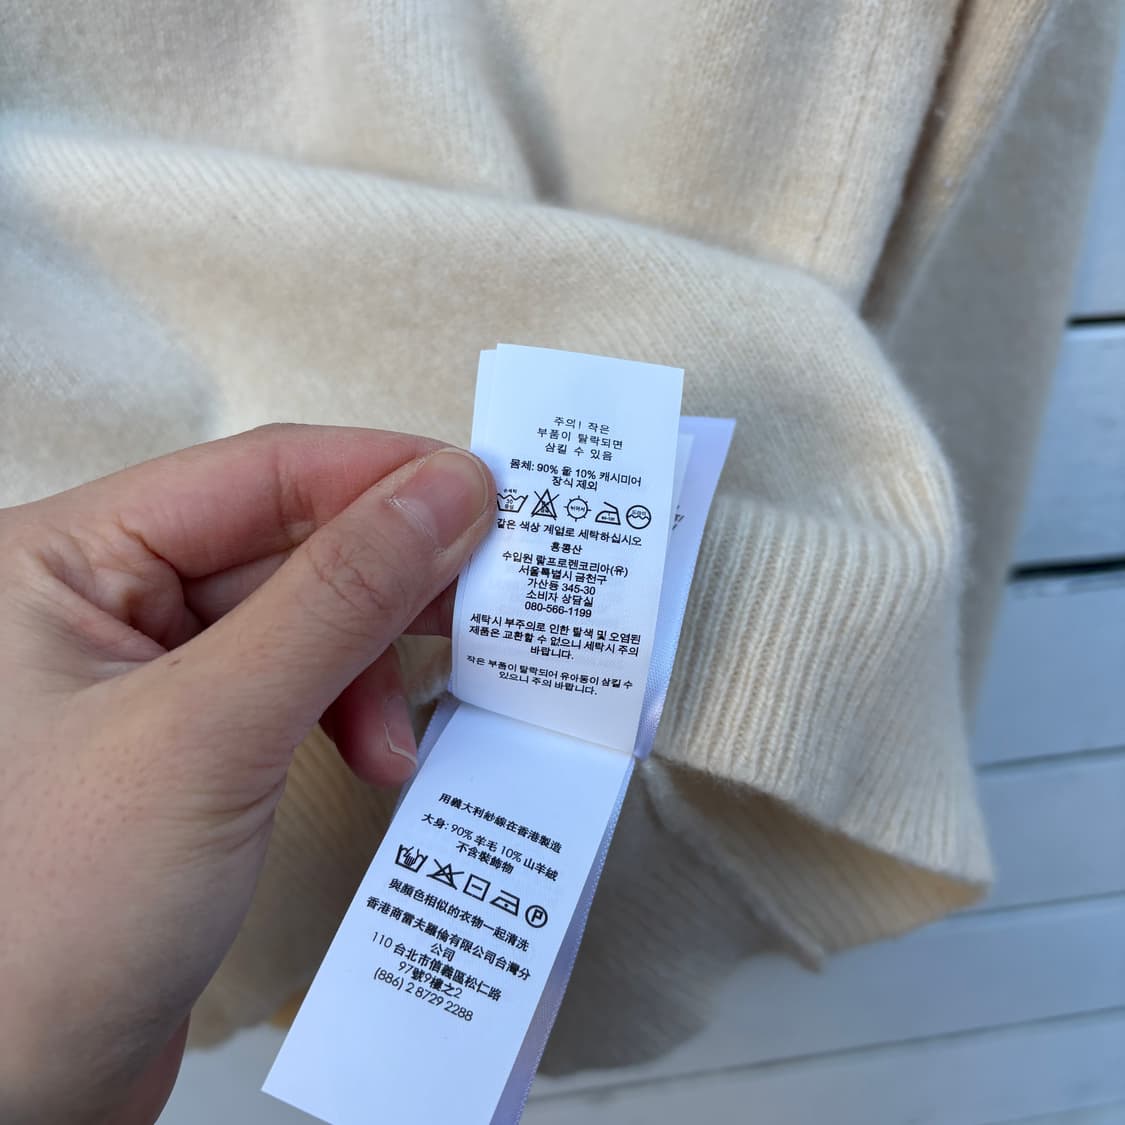 주의! 작은
부품이 탈락되면
삼킬 수 있음
몸체: 90% 울 10% 캐시미어
장식 제외
손세탁
30
중성
같은 색상 계열로 세탁하십시오
홍콩산
수입원 랄프로렌코리아(유)
서울특별시 금천구
가산동 345-30
소비자 상담실
080-566-1199
세탁시 부주의로 인한 탈색 및 오염된
제품은 교환할 수 없으니 세탁시 주의
바랍니다.
작은 부품이 탈락되어 유아동이 삼킬 수
있으니 주의 바랍니다.
用義大利紗線在香港製造
大身: 90% 羊毛 10% 山羊絨
不含裝飾物
P
與顏色相似的衣物一起清洗
香港商雷夫羅倫有限公司台灣分
公司
110 台北市信義區松仁路
97號9樓之2
(886) 2 8729 2288